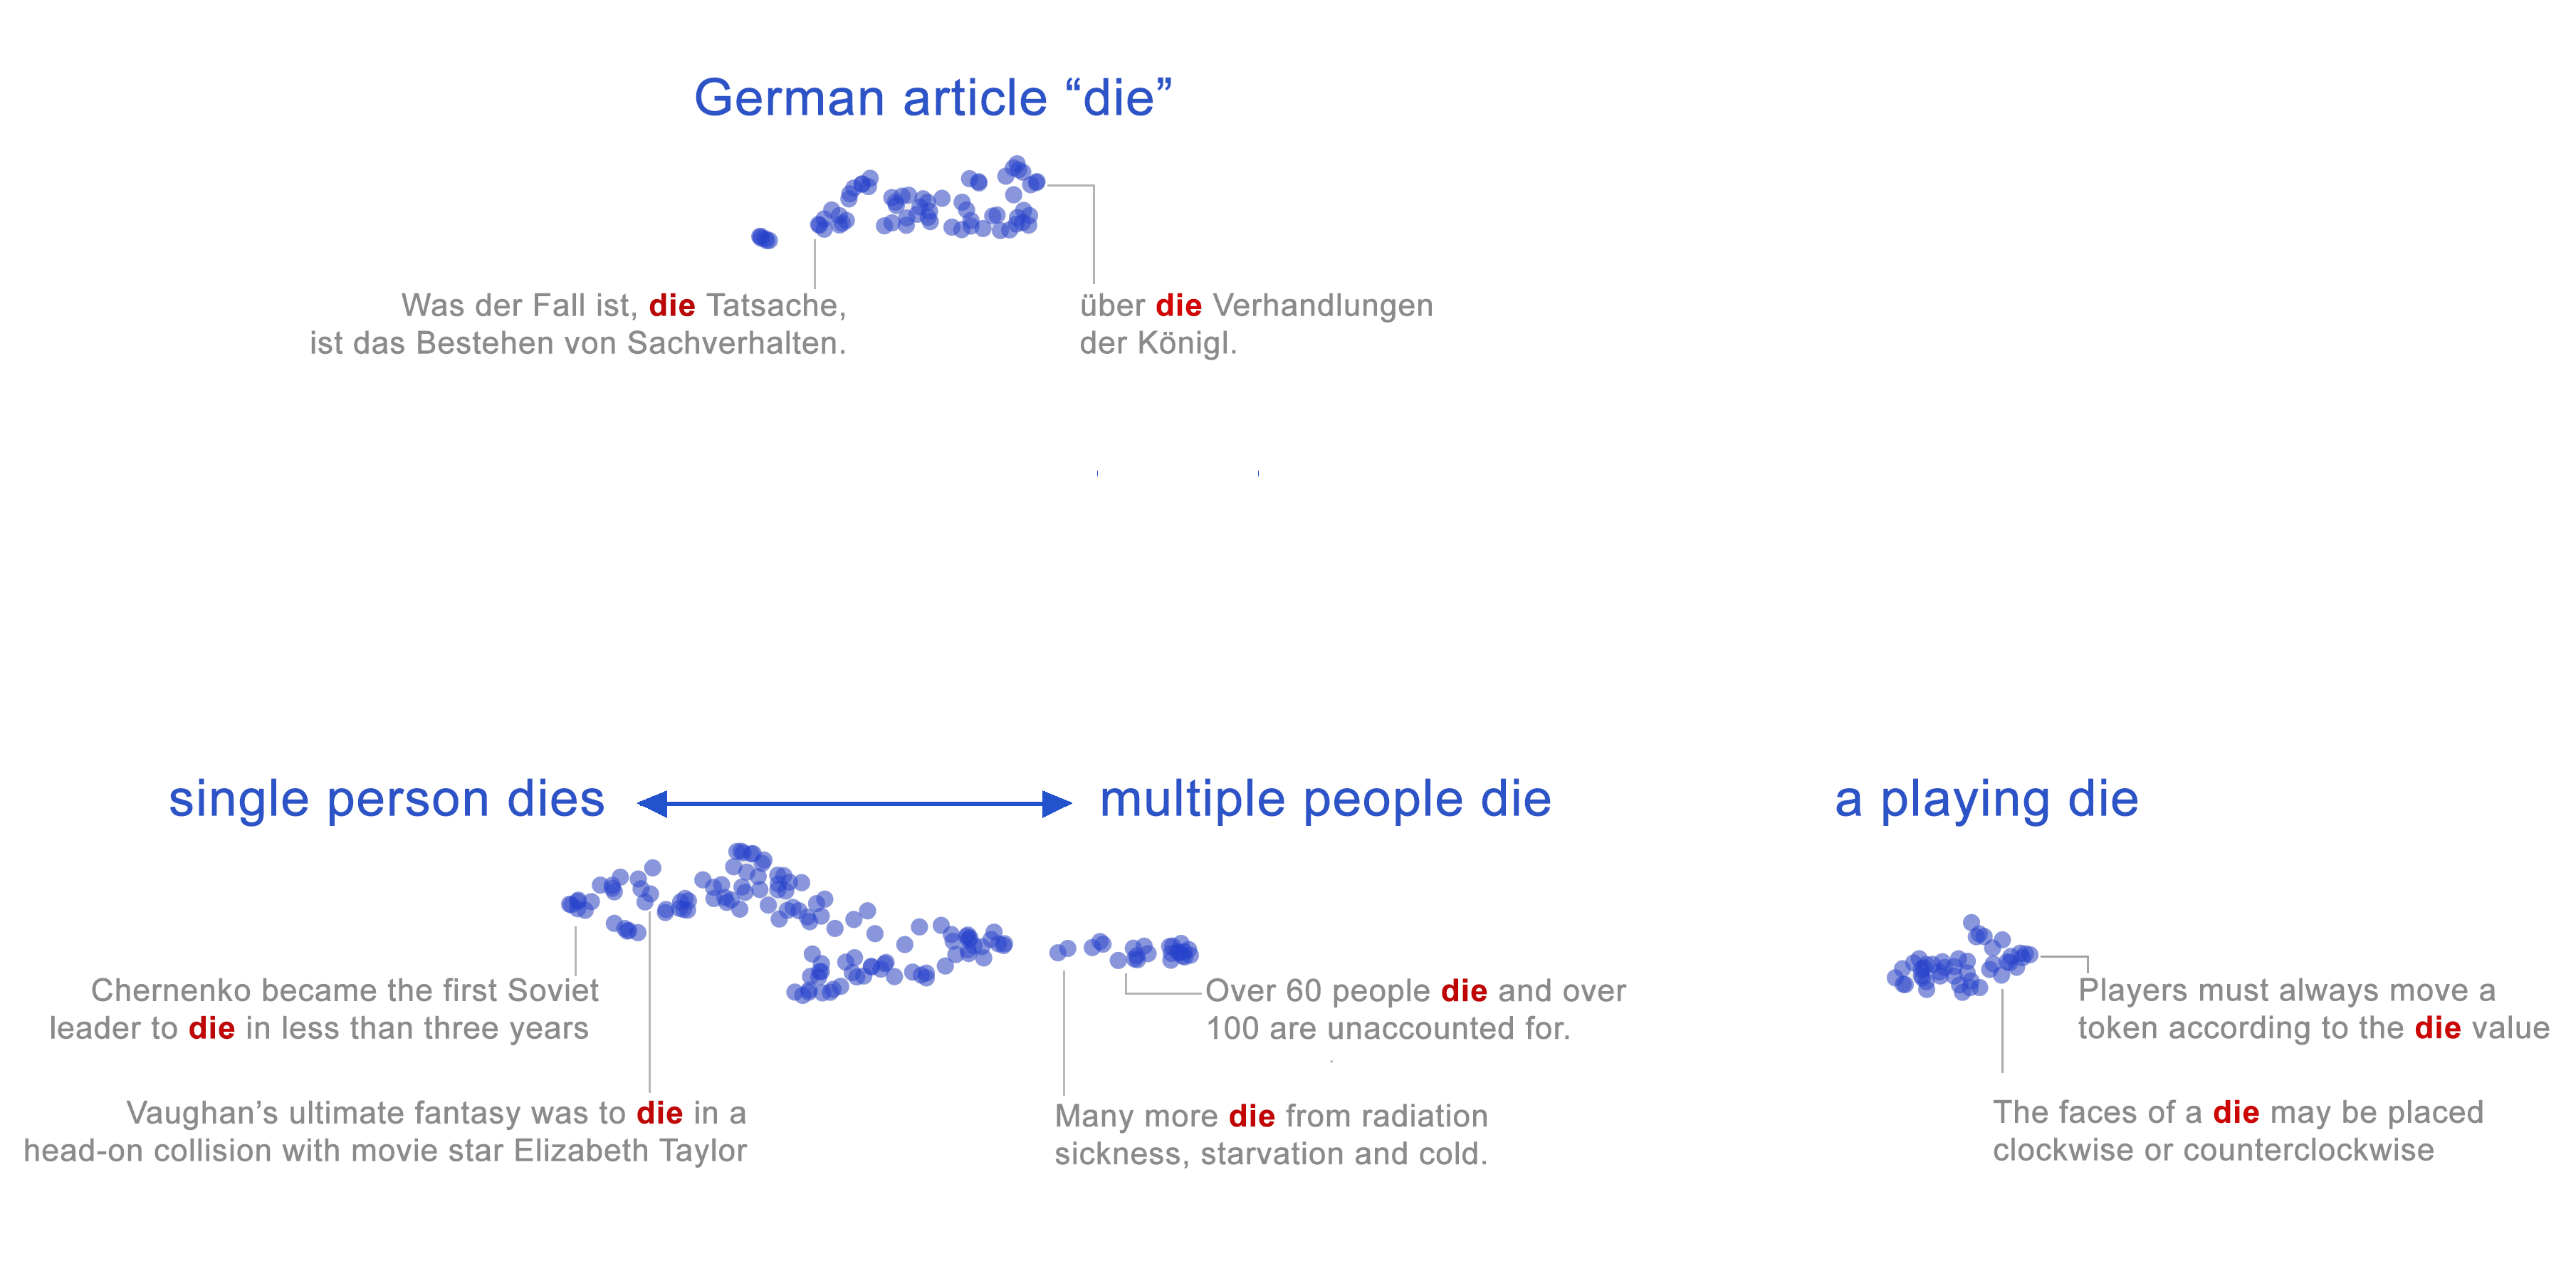 German article “die”
Was der Fall ist, die Tatsache,
ist das Bestehen von Sachverhalten.
über die Verhandlungen
der Königl.
single person dies
multiple people die
a playing die
Chernenko became the first Soviet
leader to die in less than three years
Vaughan’s ultimate fantasy was to die in a
head-on collision with movie star Elizabeth Taylor
Over 60 people die and over
100 are unaccounted for.
Many more die from radiation
sickness, starvation and cold.
Players must always move a
token according to the die value
The faces of a die may be placed
clockwise or counterclockwise